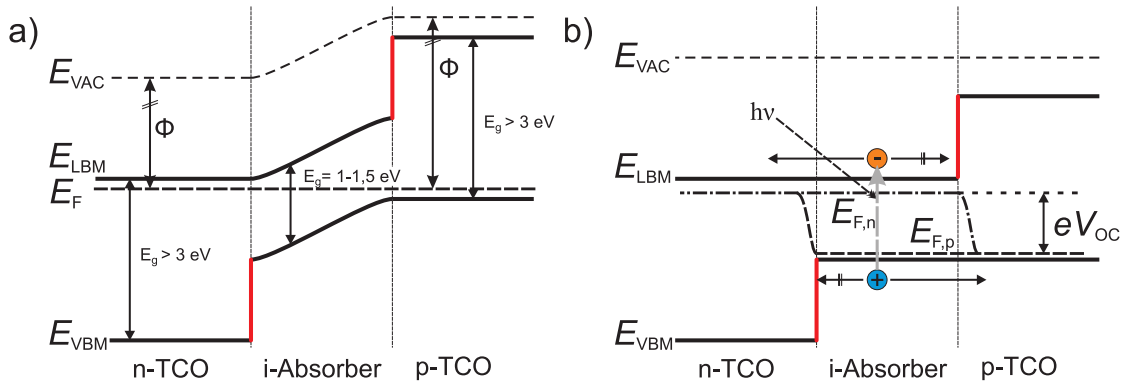 a)
E_VAC
Φ
Φ
E_g > 3 eV
E_LBM
E_F
E_g= 1-1,5 eV
E_g > 3 eV
E_VBM
n-TCO
i-Absorber
p-TCO
b)
E_VAC
hν
-
E_LBM
E_F,n
E_F,p
eV_OC
+
E_VBM
n-TCO
i-Absorber
p-TCO